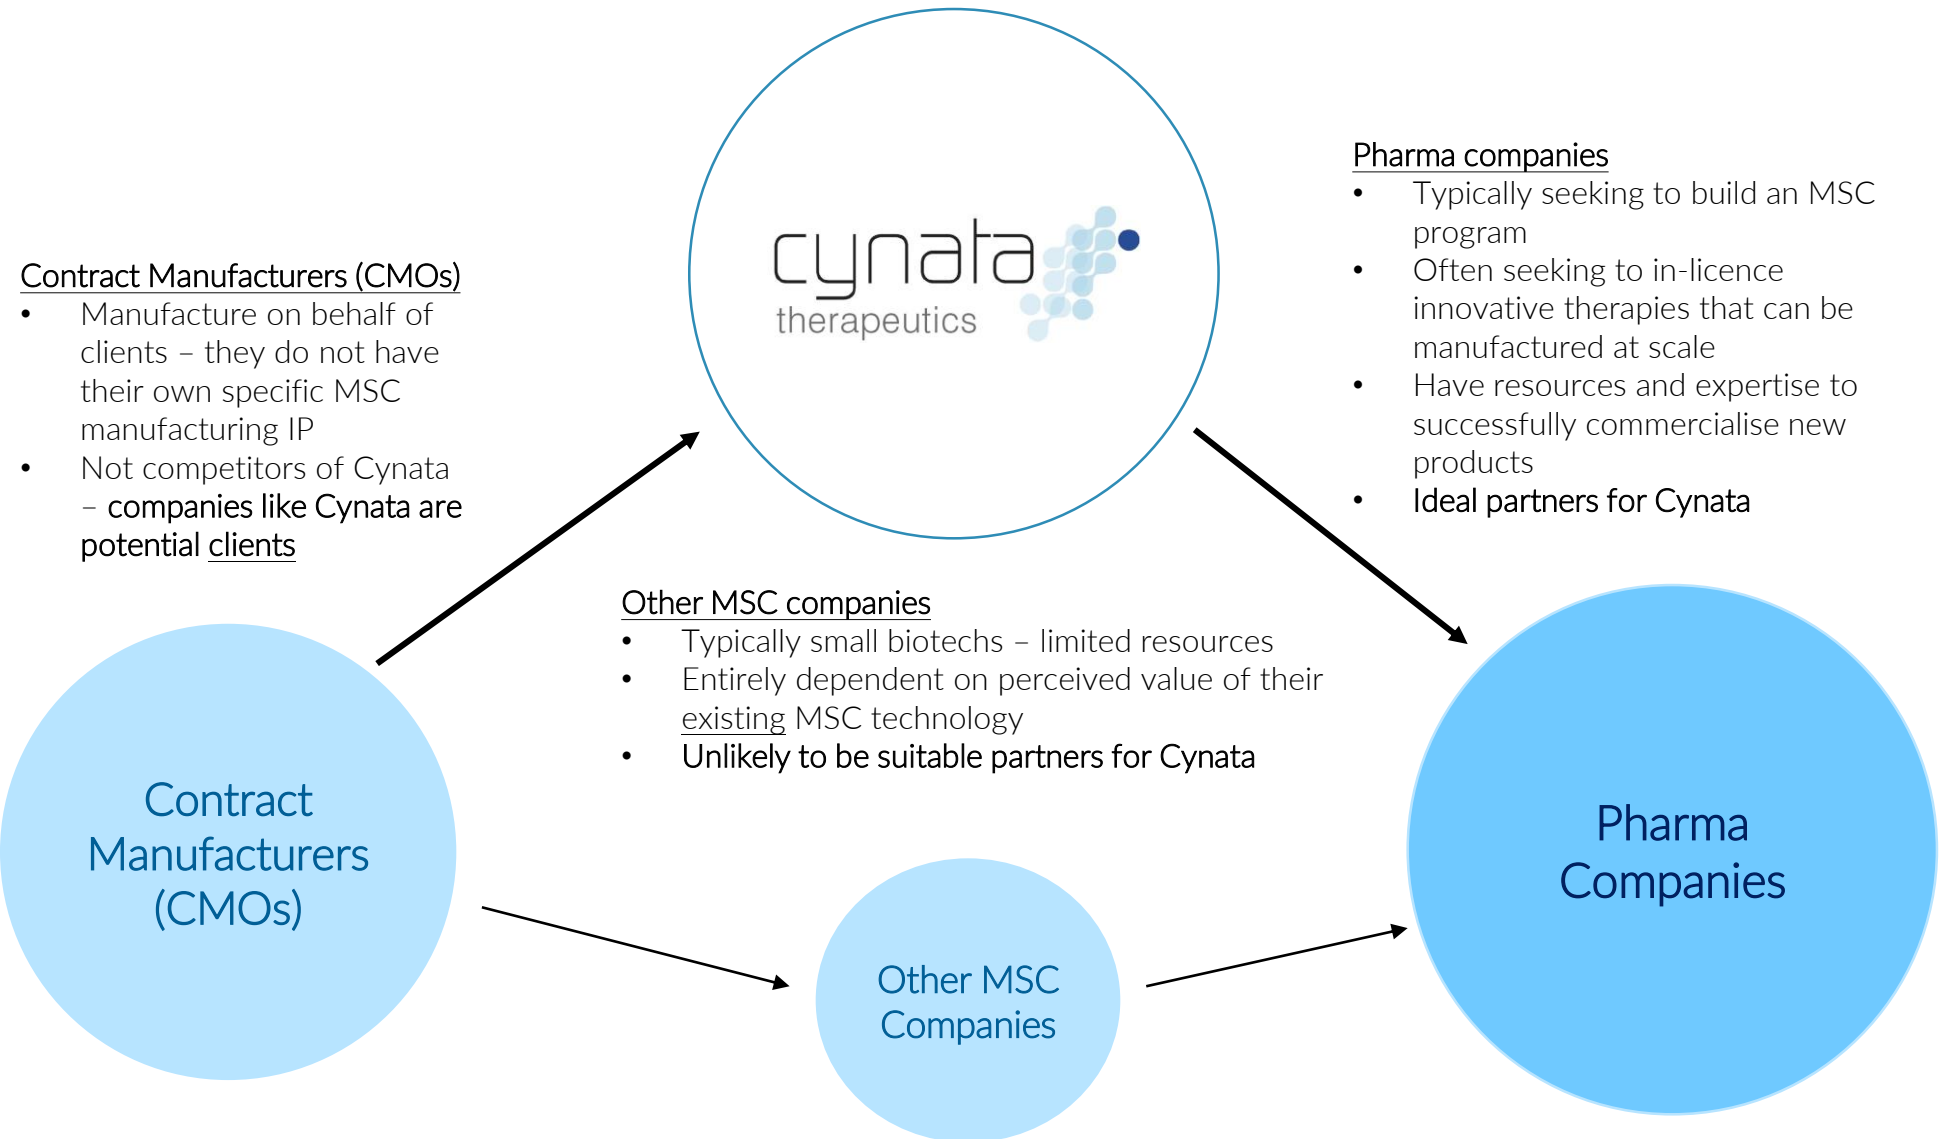 cynata
therapeutics
Pharma companies
• Typically seeking to build an MSC
program
• Often seeking to in-licence
innovative therapies that can be
manufactured at scale
• Have resources and expertise to
successfully commercialise new
products
• Ideal partners for Cynata
Contract Manufacturers (CMOs)
• Manufacture on behalf of
clients – they do not have
their own specific MSC
manufacturing IP
• Not competitors of Cynata
– companies like Cynata are
potential clients
Other MSC companies
• Typically small biotechs – limited resources
• Entirely dependent on perceived value of their
existing MSC technology
• Unlikely to be suitable partners for Cynata
Contract
Manufacturers
(CMOs)
Other MSC
Companies
Pharma
Companies